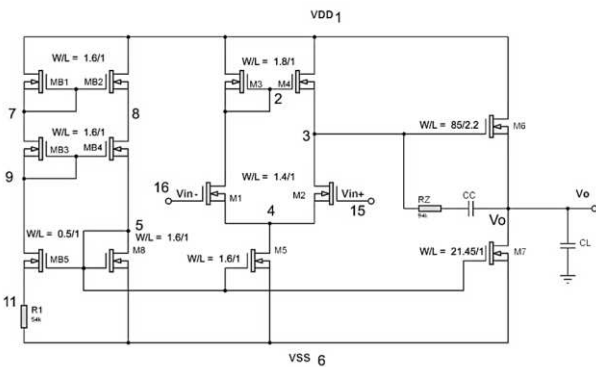 VDD 1
W/L = 1.6/1
W/L = 1.8/1
MB1
MB2
M3
M4
7
8
2
W/L = 1.6/1
3
W/L = 85/2.2
M6
MB3
MB4
9
W/L = 1.4/1
16
Vin-
M1
M2
Vin+
15
RZ
94k
CC
Vo
Vo
4
5
W/L = 0.5/1
W/L = 1.6/1
W/L = 1.6/1
W/L = 21.45/1
MB5
M8
M5
M7
CL
11
R1
54k
VSS 6